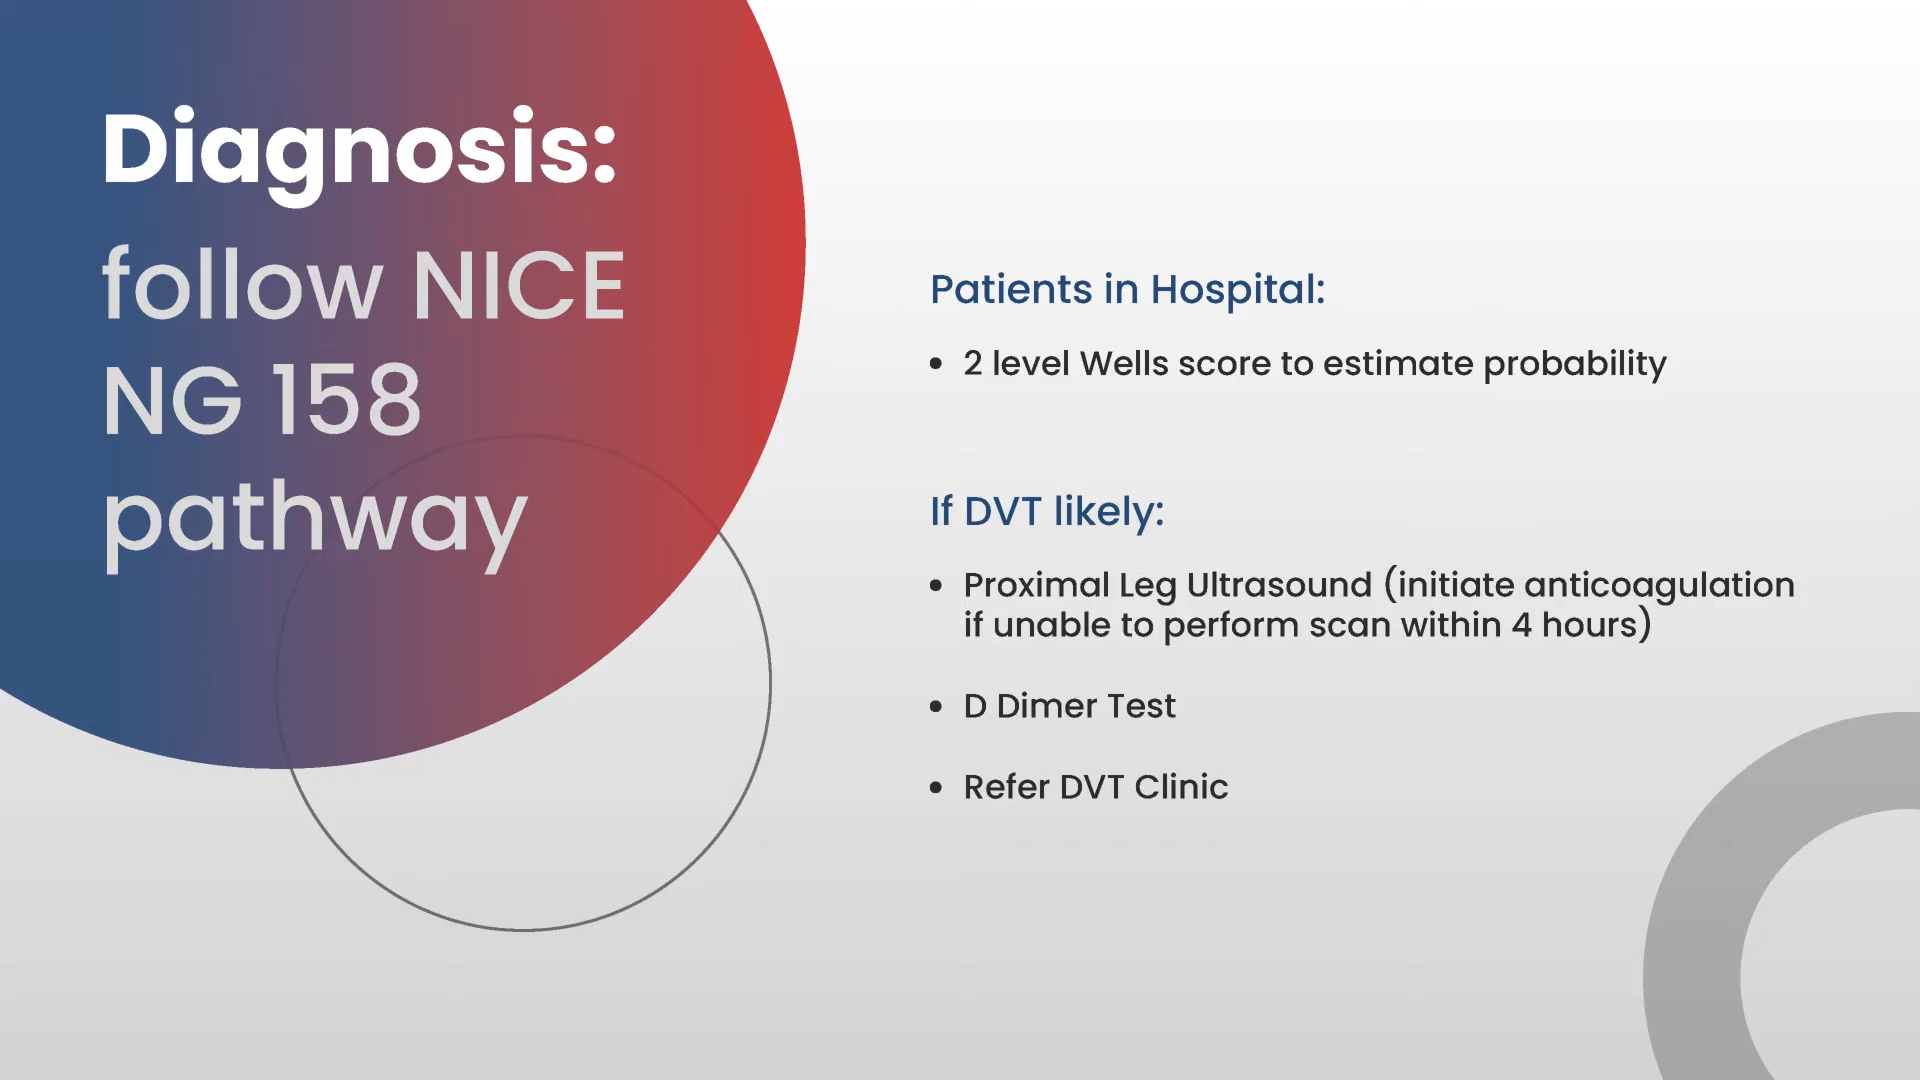 Diagnosis:
follow NICE
NG 158
pathway
Patients in Hospital:
• 2 level Wells score to estimate probability
If DVT likely:
• Proximal Leg Ultrasound (initiate anticoagulation
if unable to perform scan within 4 hours)
• D Dimer Test
• Refer DVT Clinic